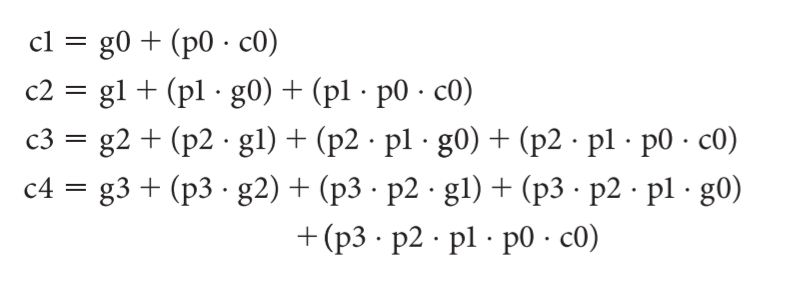 c1 = g0 + (p0 · c0)
c2 = g1 + (p1 · g0) + (p1 · p0 · c0)
c3 = g2 + (p2 · g1) + (p2 · p1 · g0) + (p2 · p1 · p0 · c0)
c4 = g3 + (p3 · g2) + (p3 · p2 · g1) + (p3 · p2 · p1 · g0)
+ (p3 · p2 · p1 · p0 · c0)